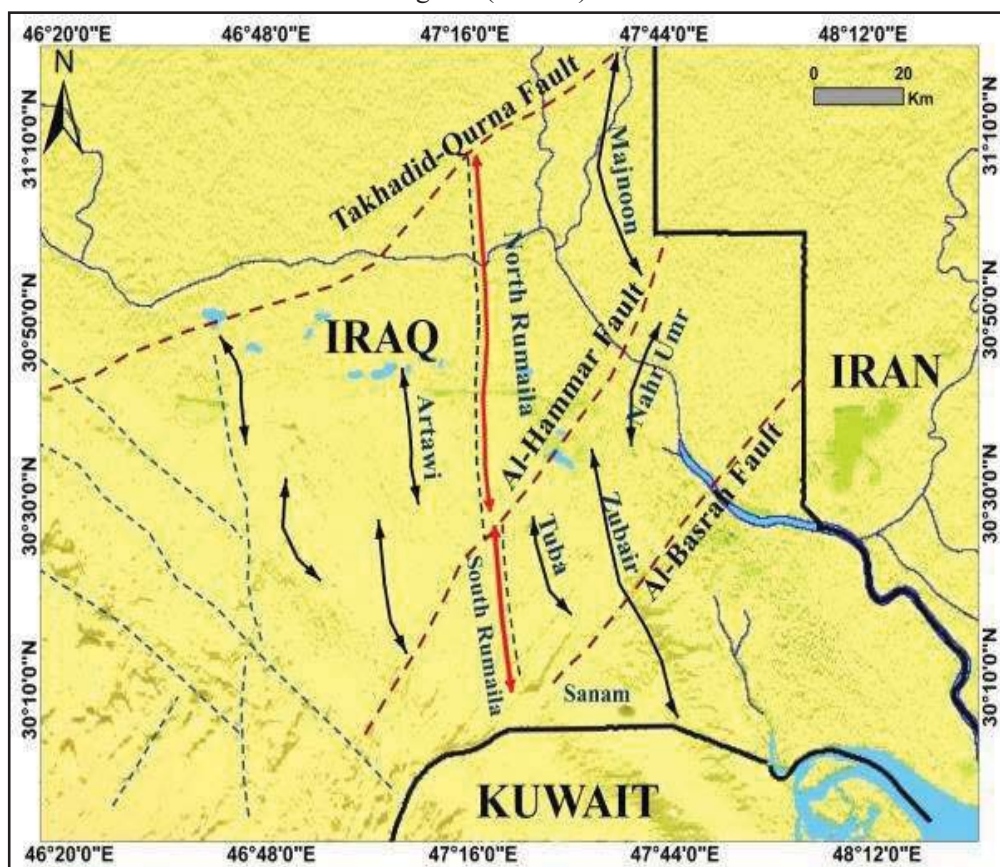 46°20'0"E 46°48'0"E 47°16'0"E 47°44'0"E 48°12'0"E
N
0 20
Km
31°10'0"N
31°10'0"N
Takhadid-Qurna Fault
Majnoon
North Rumaila
30°50'0"N
30°50'0"N
IRAQ
Al-Hammar Fault
Nahr Umr
IRAN
Artawi
30°30'0"N
30°30'0"N
Tuba
Zubair
Al-Basrah Fault
South Rumaila
30°10'0"N
30°10'0"N
Sanam
KUWAIT
46°20'0"E 46°48'0"E 47°16'0"E 47°44'0"E 48°12'0"E